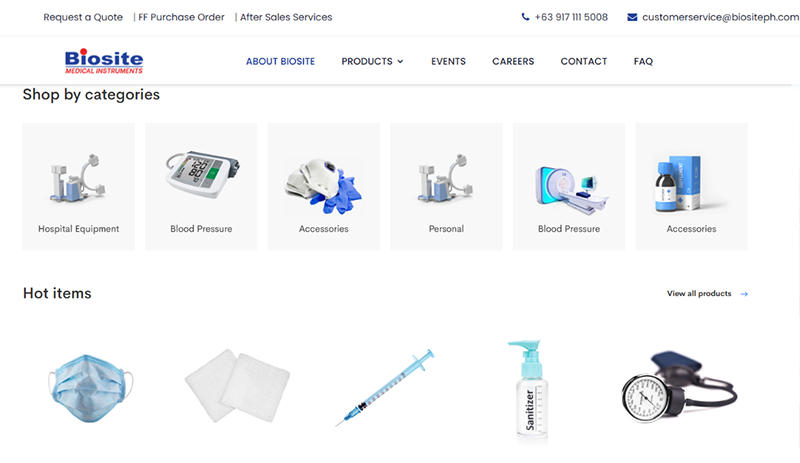 Request a Quote | FF Purchase Order | After Sales Services +63 917 111 5008 customerservice@biositeph.com
Biosite
MEDICAL INSTRUMENTS
ABOUT BIOSITE PRODUCTS EVENTS CAREERS CONTACT FAQ
Shop by categories
Hospital Equipment Blood Pressure Accessories Personal Blood Pressure Accessories
Hot items
View all products →
Sanitizer